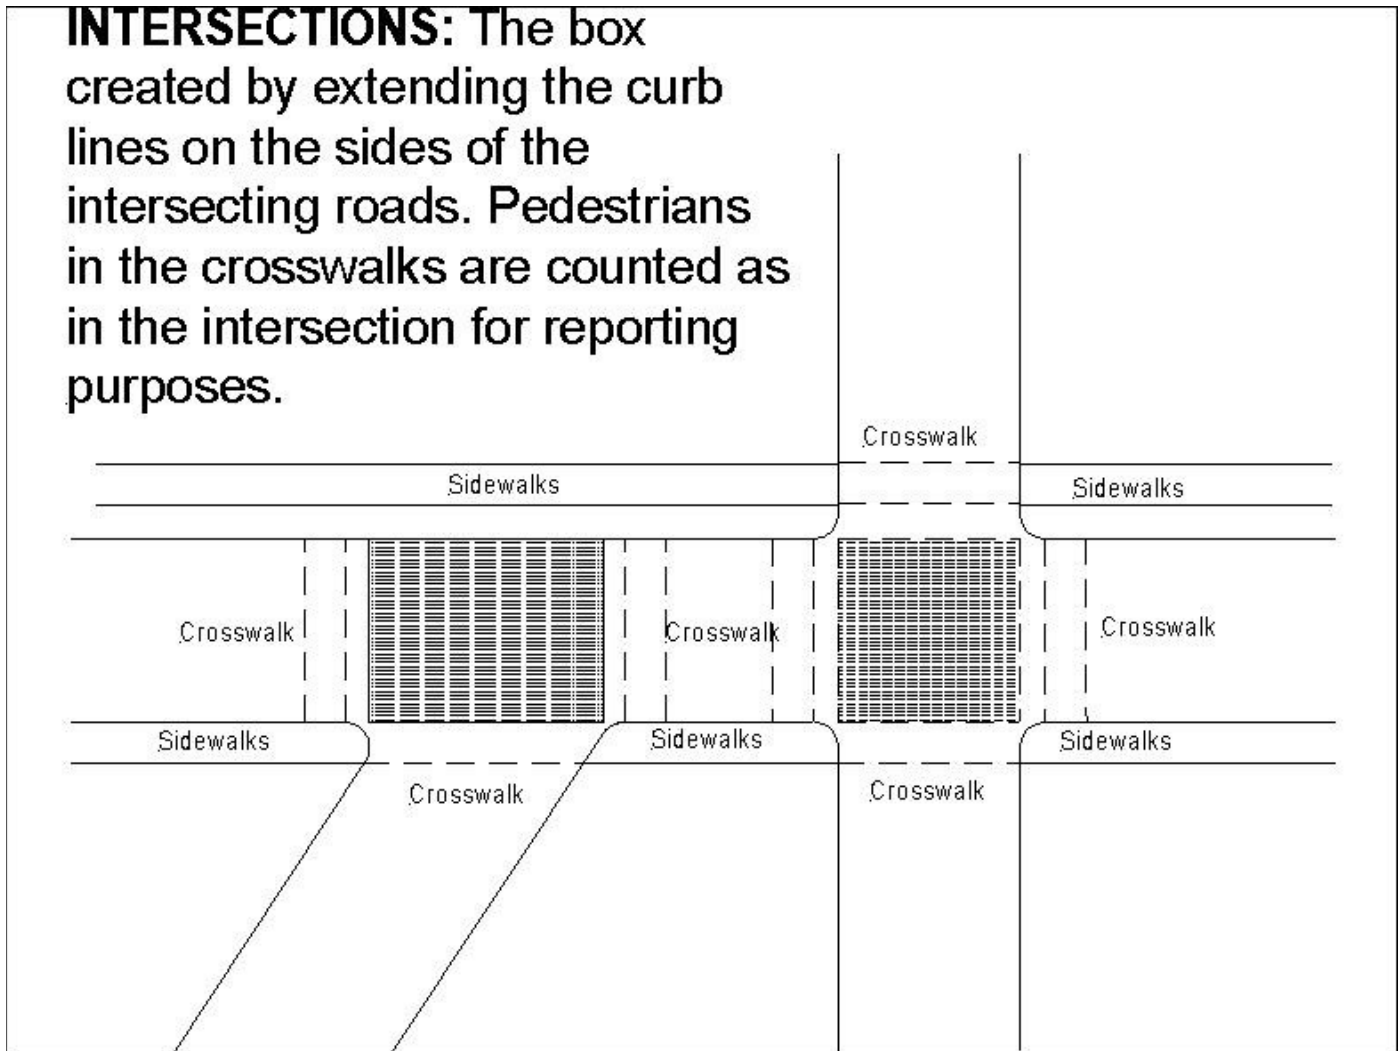 INTERSECTIONS: The box
created by extending the curb
lines on the sides of the
intersecting roads. Pedestrians
in the crosswalks are counted as
in the intersection for reporting
purposes.
Crosswalk
Sidewalks
Sidewalks
Crosswalk
Crosswalk
Crosswalk
Sidewalks
Sidewalks
Sidewalks
Crosswalk
Crosswalk